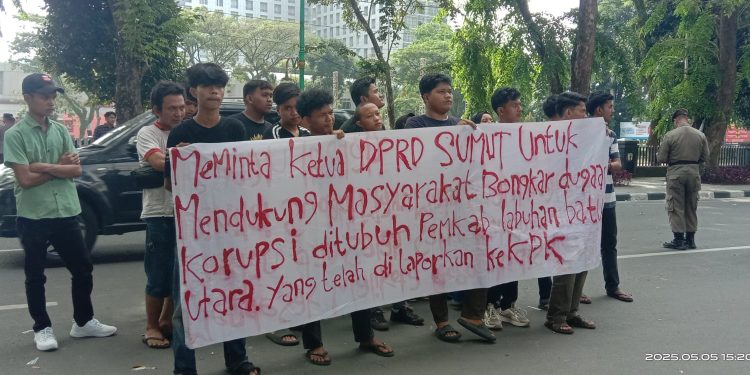 Meminta Ketua DPRD SUMUT Untuk
Mendukung Masyarakat Bongkar dugaan
Korupsi ditubuh Pemkab labuhan batu
Utara. Yang telah di laporkan ke KPK
2025.05.05 15:20